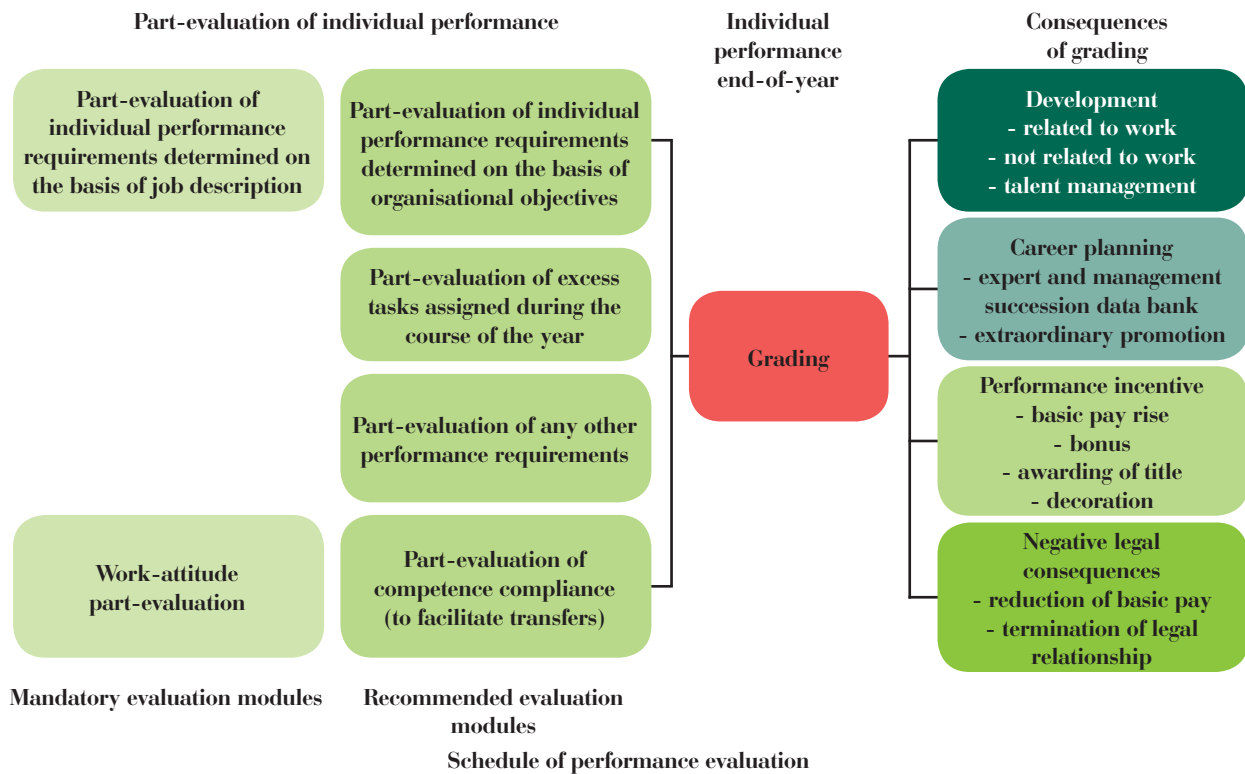 Part-evaluation of individual performance
Individual
performance
end-of-year
Consequences
of grading
Part-evaluation of
individual performance
requirements determined on
the basis of job description
Part-evaluation of individual
performance requirements
determined on the basis of
organisational objectives
Part-evaluation of excess
tasks assigned during the
course of the year
Part-evaluation of any other
performance requirements
Work-attitude
part-evaluation
Part-evaluation of
competence compliance
(to facilitate transfers)
Grading
Development
- related to work
- not related to work
- talent management
Career planning
- expert and management
succession data bank
- extraordinary promotion
Performance incentive
- basic pay rise
- bonus
- awarding of title
- decoration
Negative legal
consequences
- reduction of basic pay
- termination of legal
relationship
Mandatory evaluation modules
Recommended evaluation
modules
Schedule of performance evaluation